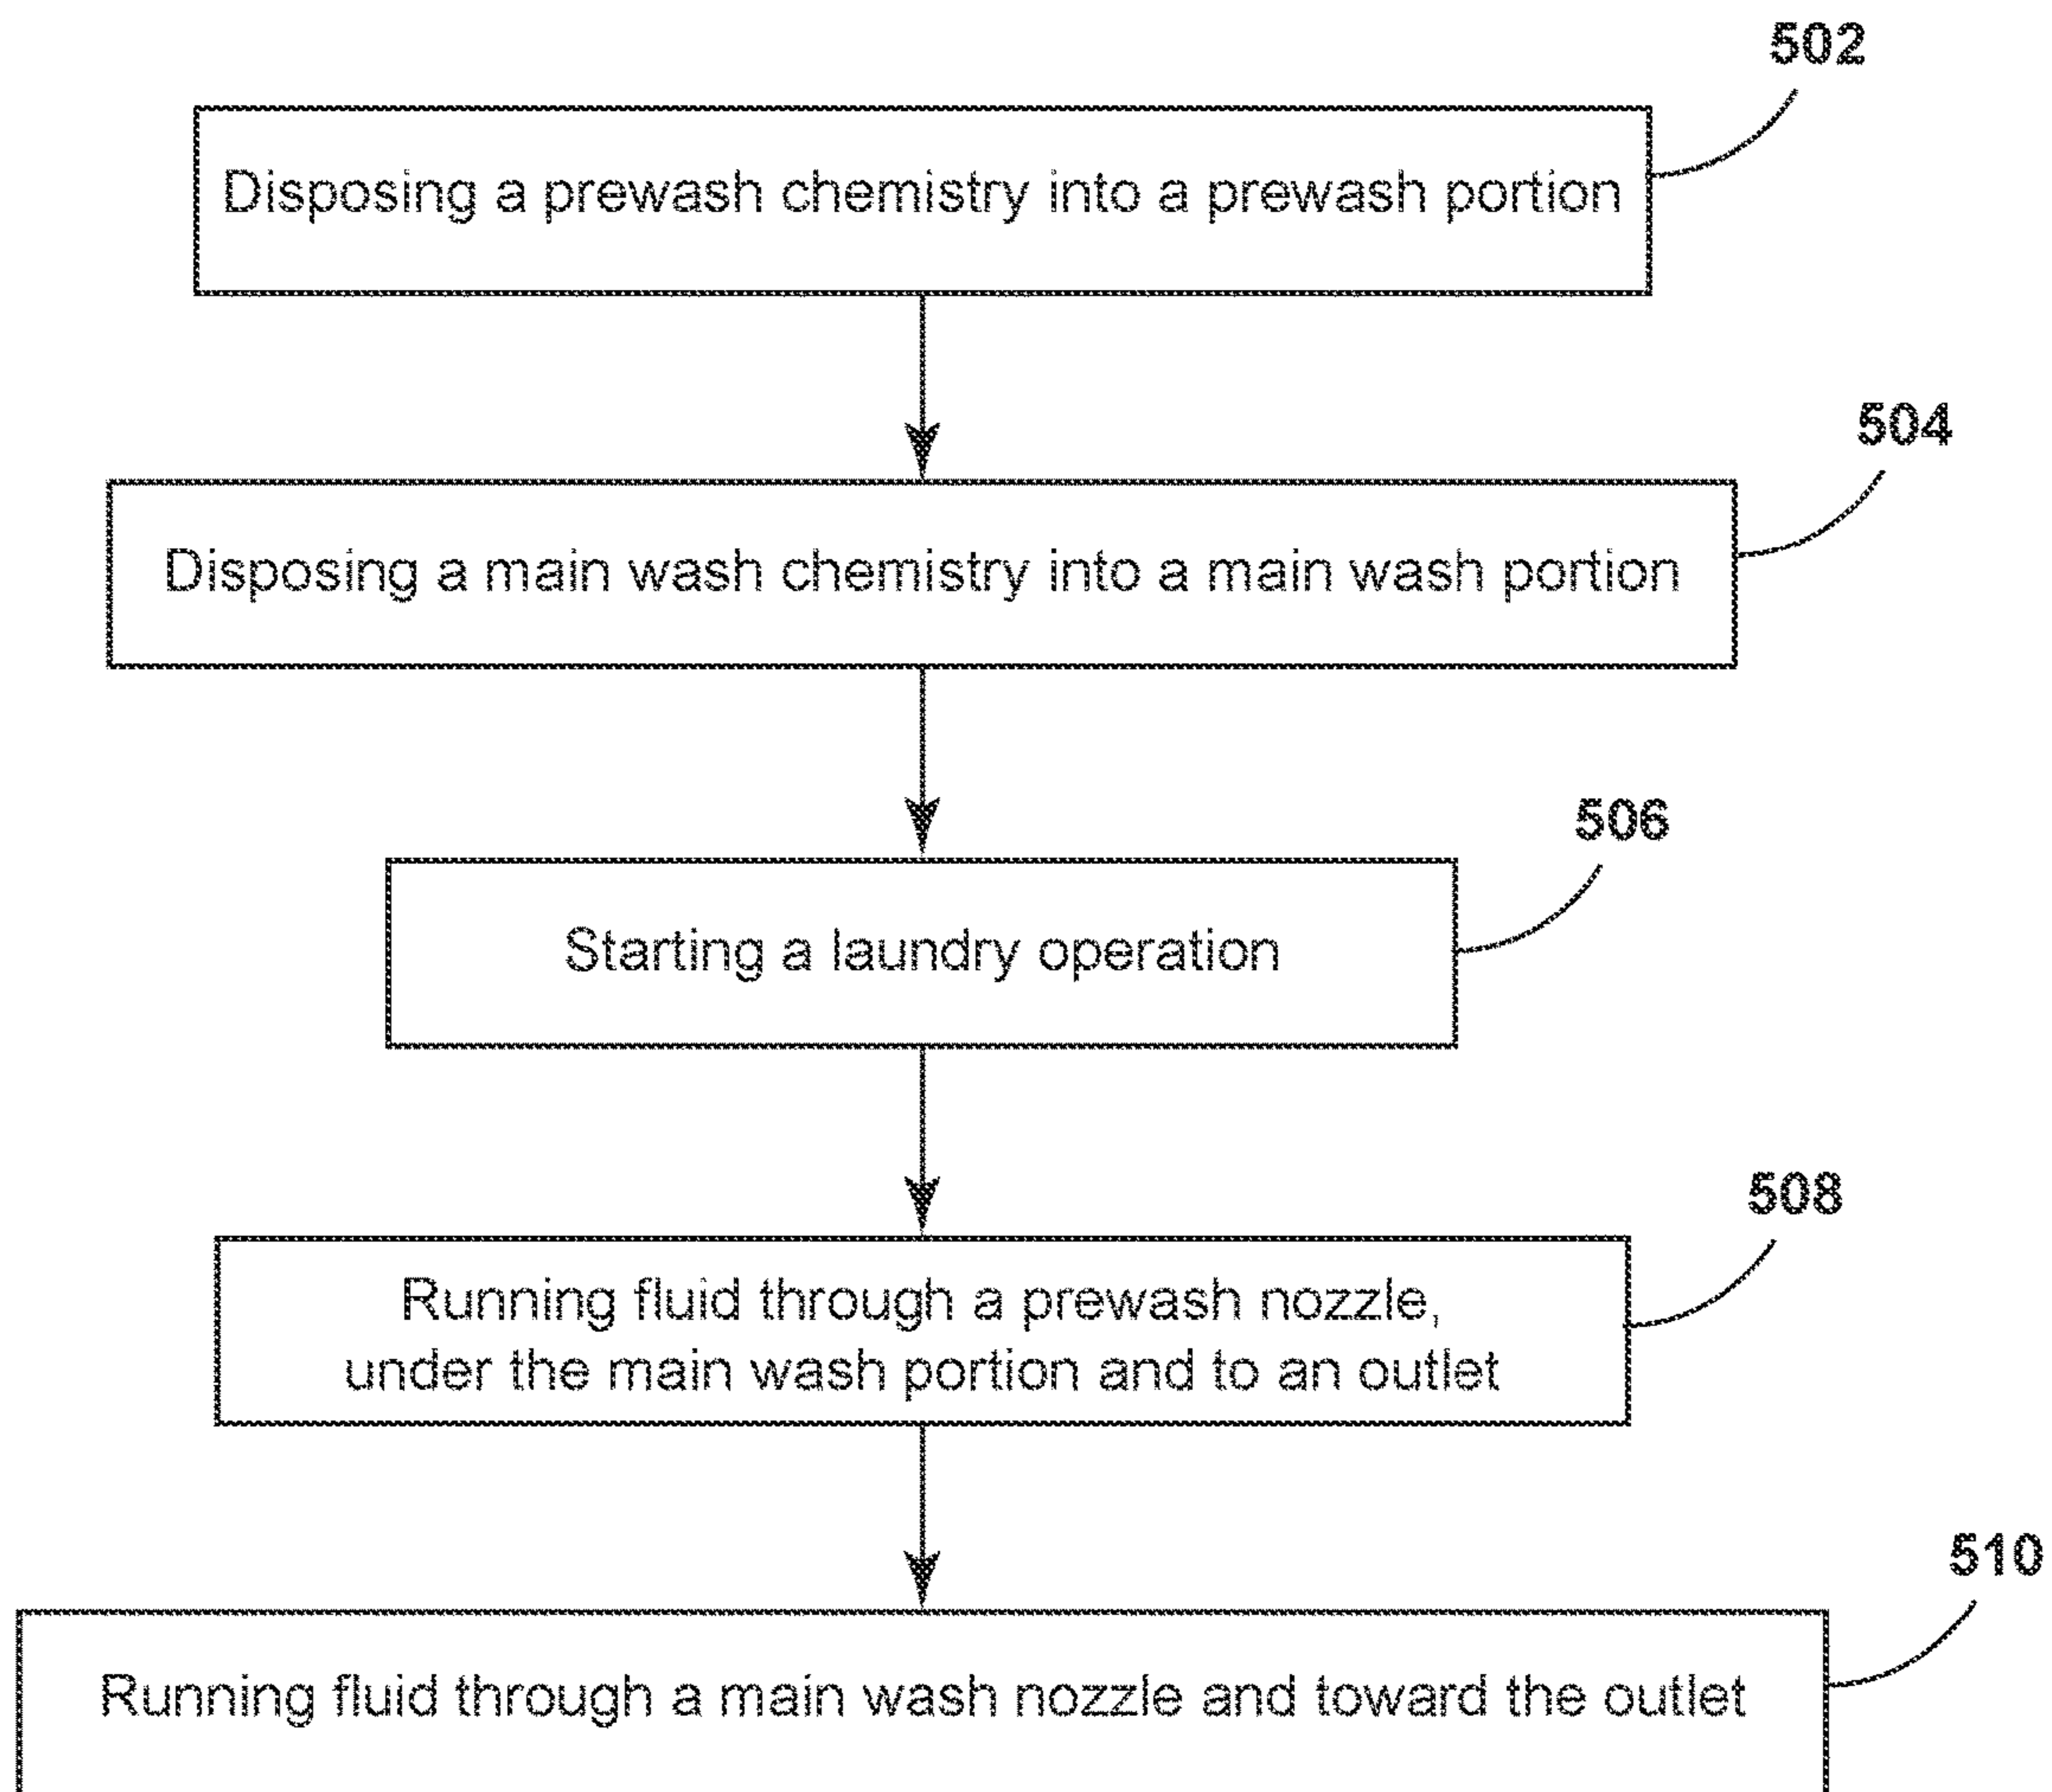 502
Disposing a prewash chemistry into a prewash portion
504
Disposing a main wash chemistry into a main wash portion
506
Starting a laundry operation
508
Running fluid through a prewash nozzle,
under the main wash portion and to an outlet
510
Running fluid through a main wash nozzle and toward the outlet